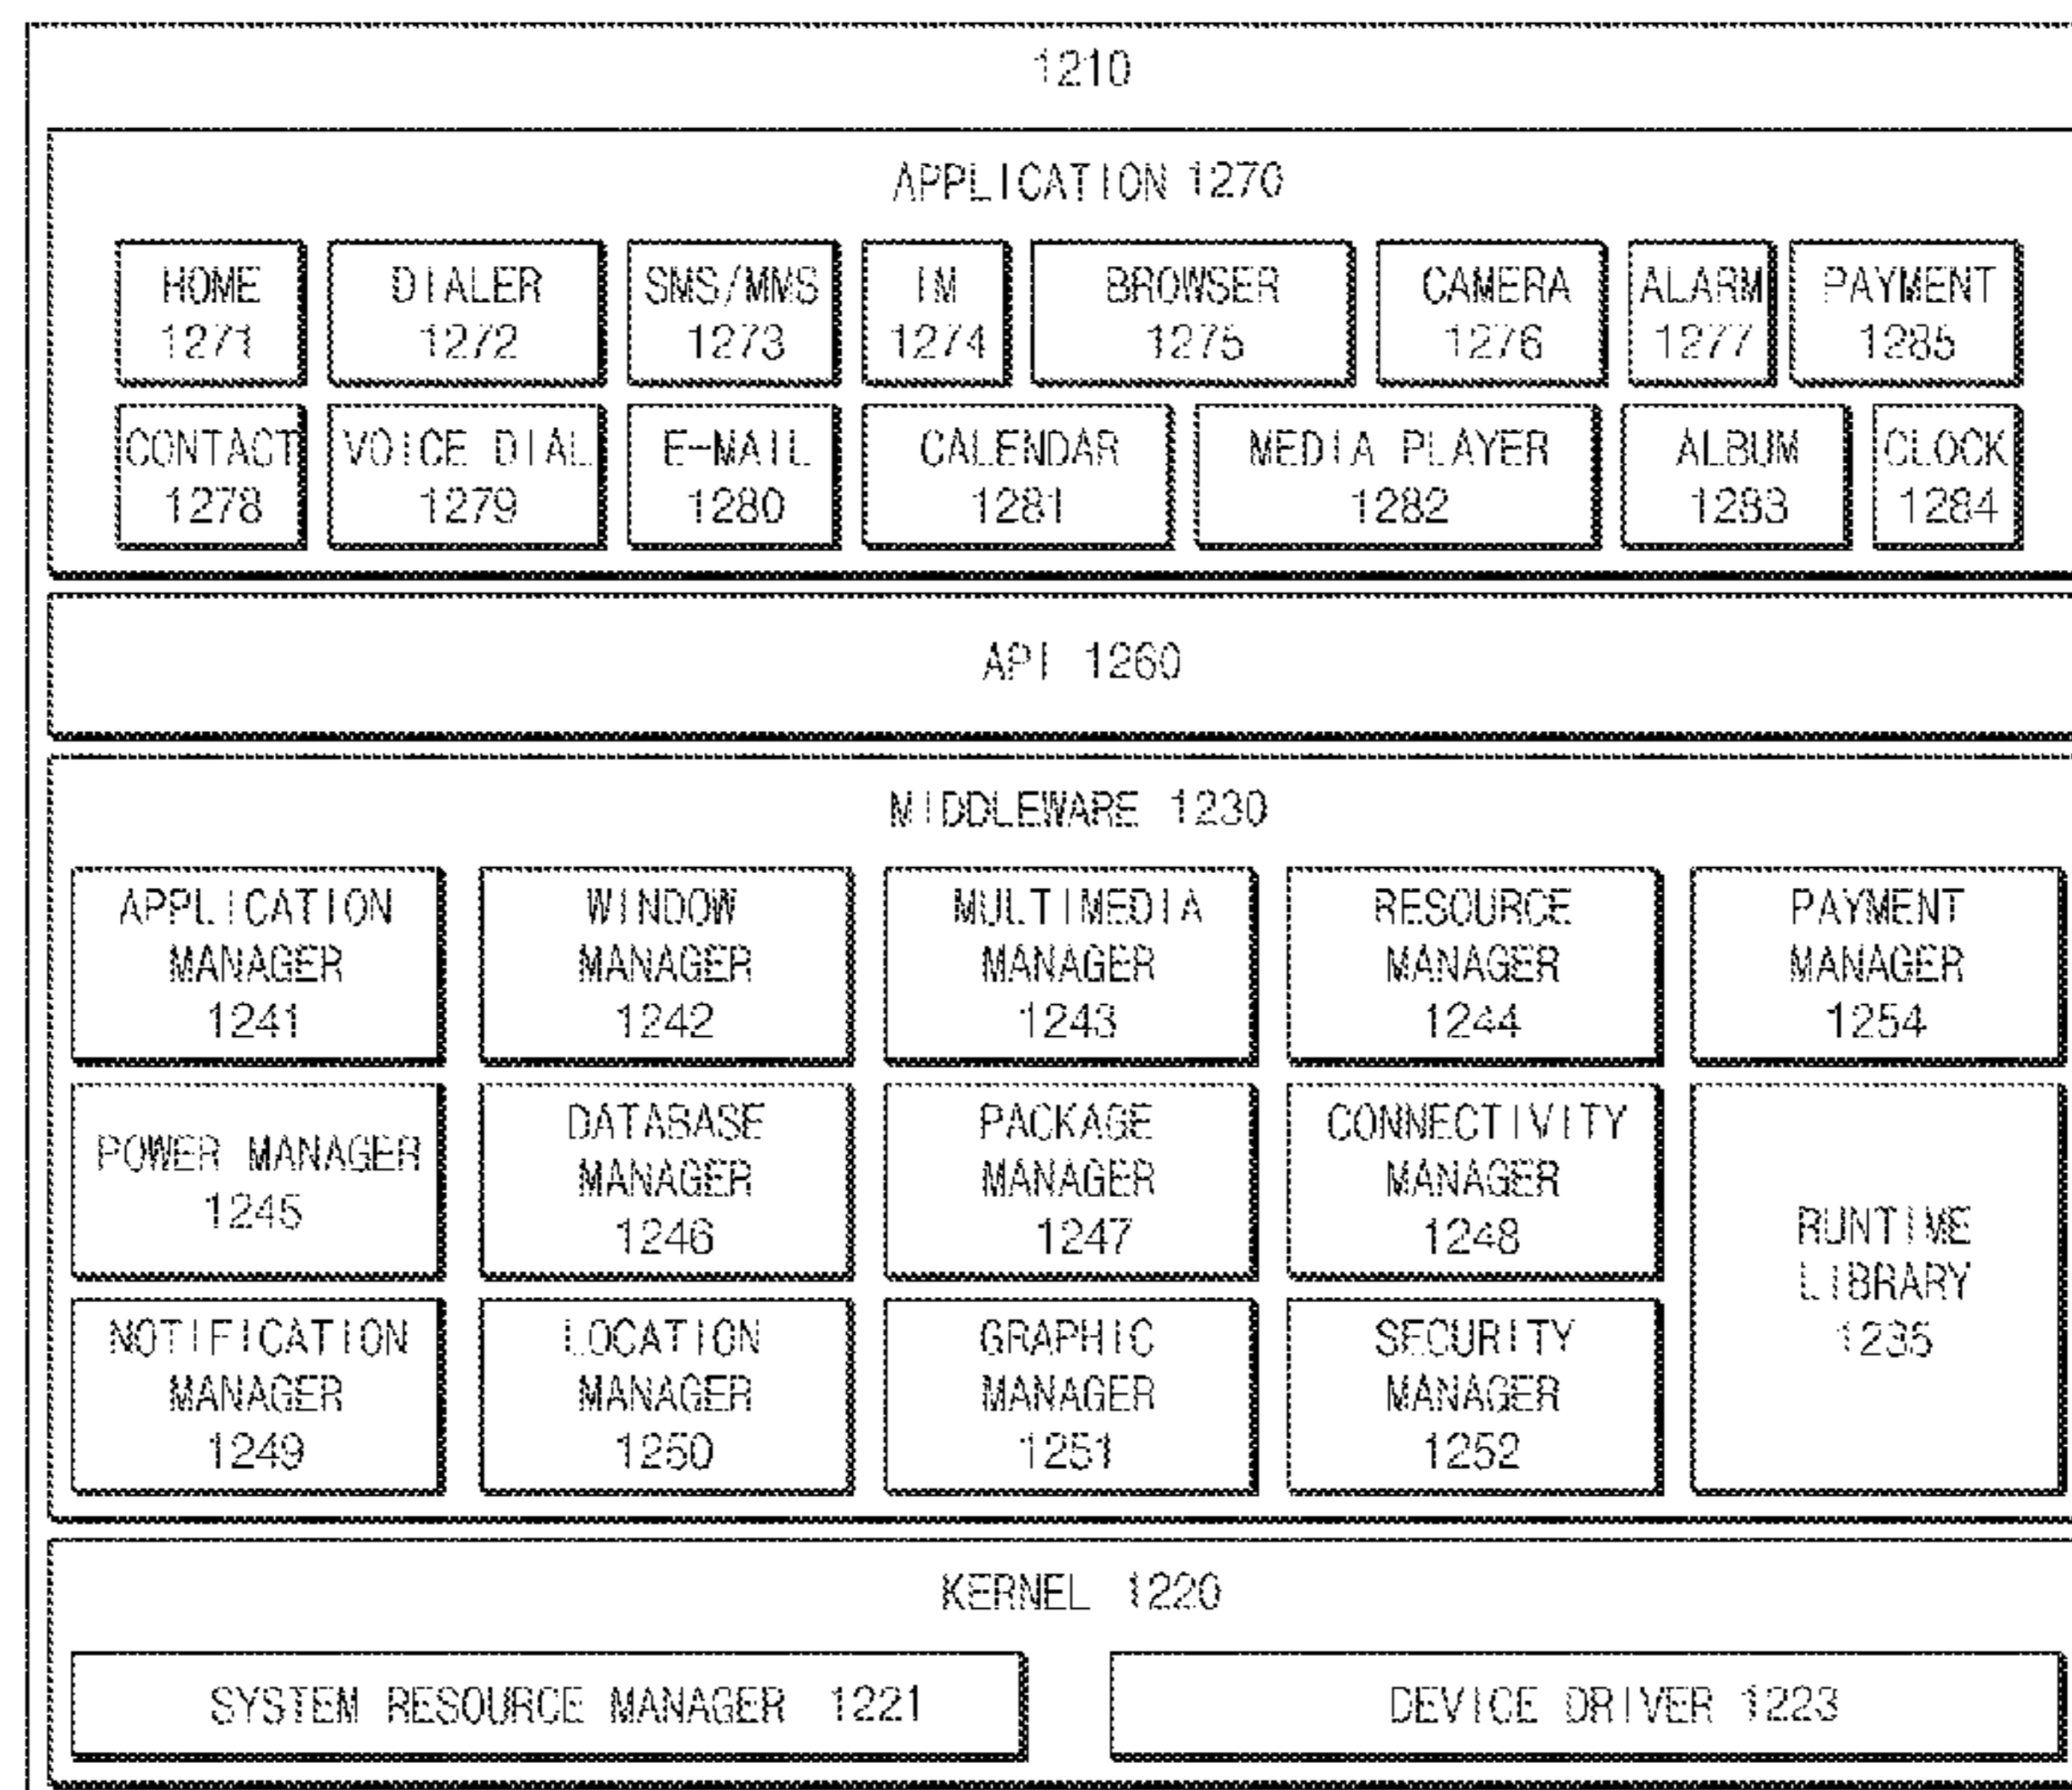 1210
APPLICATION 1270
HOME
1271
DIALER
1272
SMS/MMS
1273
IM
1274
BROWSER
1275
CAMERA
1276
ALARM
1277
PAYMENT
1285
CONTACT
1278
VOICE DIAL
1279
E-MAIL
1280
CALENDAR
1281
MEDIA PLAYER
1282
ALBUM
1283
CLOCK
1284
API 1260
MIDDLEWARE 1230
APPLICATION
MANAGER
1241
WINDOW
MANAGER
1242
MULTIMEDIA
MANAGER
1243
RESOURCE
MANAGER
1244
PAYMENT
MANAGER
1254
POWER MANAGER
1245
DATABASE
MANAGER
1246
PACKAGE
MANAGER
1247
CONNECTIVITY
MANAGER
1248
RUNTIME
LIBRARY
1235
NOTIFICATION
MANAGER
1249
LOCATION
MANAGER
1250
GRAPHIC
MANAGER
1251
SECURITY
MANAGER
1252
KERNEL 1220
SYSTEM RESOURCE MANAGER 1221
DEVICE DRIVER 1223